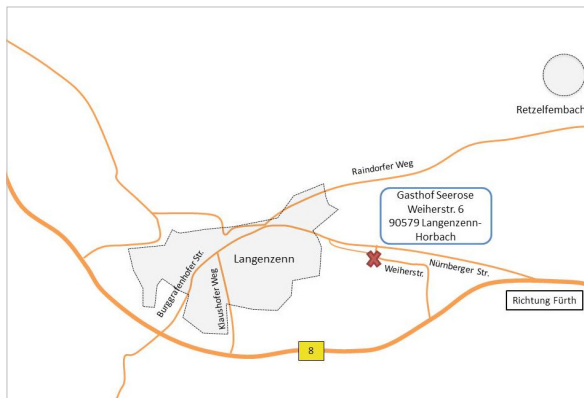 Retzelfembach
Raindorfer Weg
Gasthof Seerose
Weiherstr. 6
90579 Langenzenn-
Horbach
Langenzenn
Burggrafenhofer Str.
Klaushofer Weg
Weiherstr.
Nürnberger Str.
Richtung Fürth
8